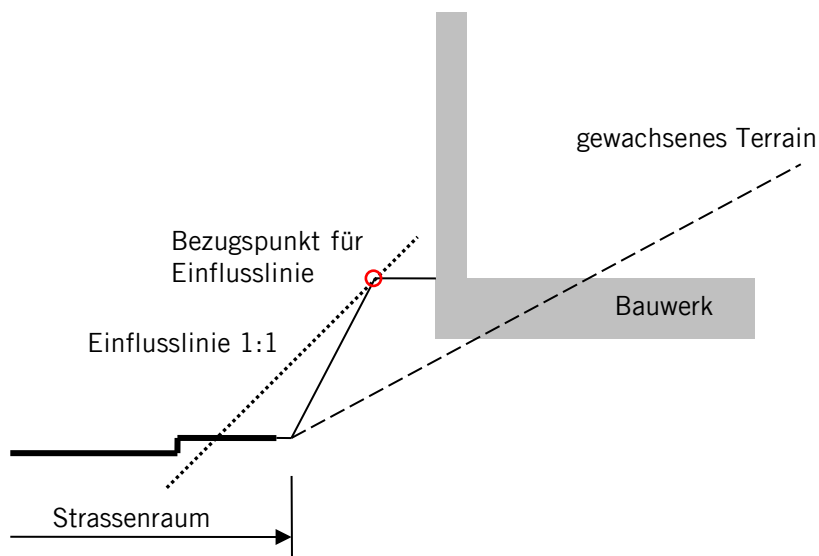 gewachsenes Terrain
Bezugspunkt für
Einflusslinie
Bauwerk
Einflusslinie 1:1
Strassenraum